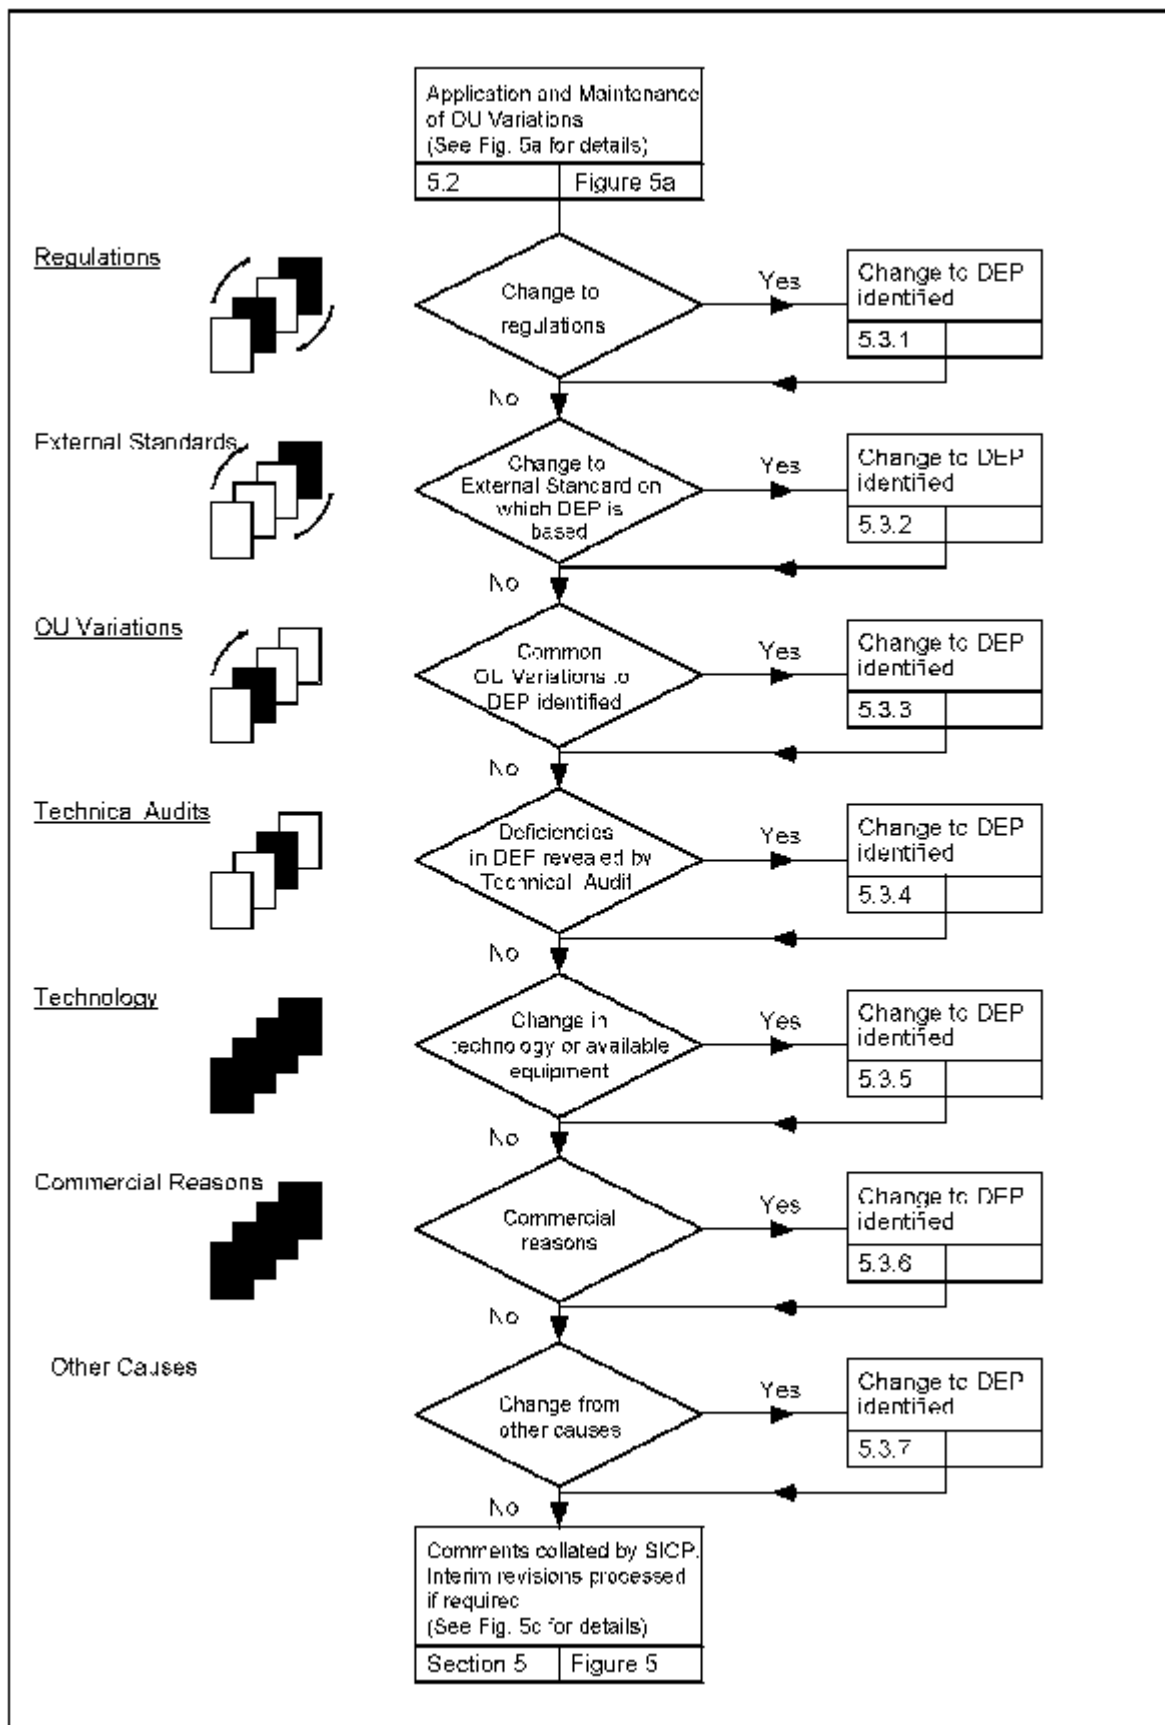 Application and Maintenance
of OU Variations
(See Fig. 5a for details)
5.2 Figure 5a
Regulations
Change to
regulations
Yes
Change to DEP
identified
5.3.1
No
External Standards
Change to
External Standard on
which DEP is
based
Yes
Change to DEP
identified
5.3.2
No
OU Variations
Common
OU Variations to
DEP identified
Yes
Change to DEP
identified
5.3.3
No
Technical Audits
Deficiencies
in DEP revealed by
Technical Audit
Yes
Change to DEP
identified
5.3.4
No
Technology
Change in
technology or available
equipment
Yes
Change to DEP
identified
5.3.5
No
Commercial Reasons
Commercial
reasons
Yes
Change to DEP
identified
5.3.6
No
Other Causes
Change from
other causes
Yes
Change to DEP
identified
5.3.7
No
Comments collated by SICP.
Interim revisions processed
if required
(See Fig. 5c for details)
Section 5 Figure 5